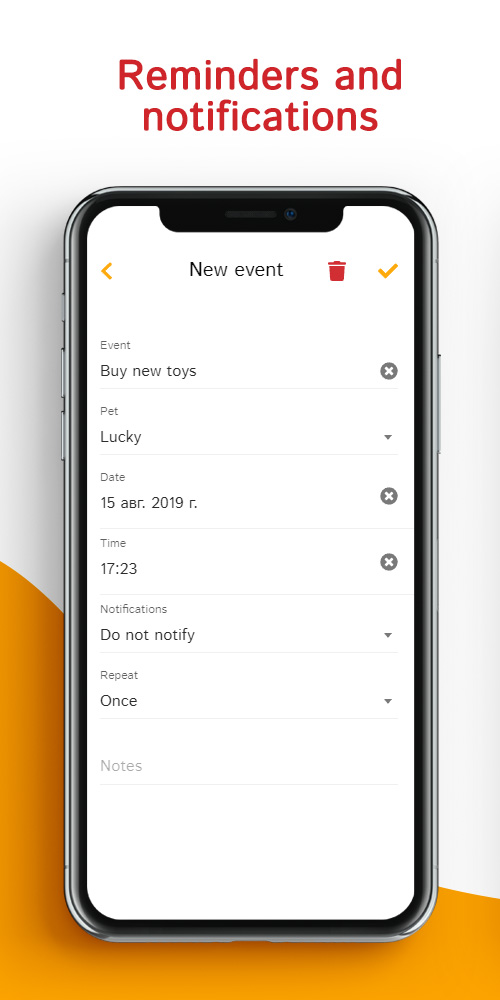 Reminders and
notifications
New event
Event
Buy new toys
Pet
Lucky
Date
15 авг. 2019 г.
Time
17:23
Notifications
Do not notify
Repeat
Once
Notes